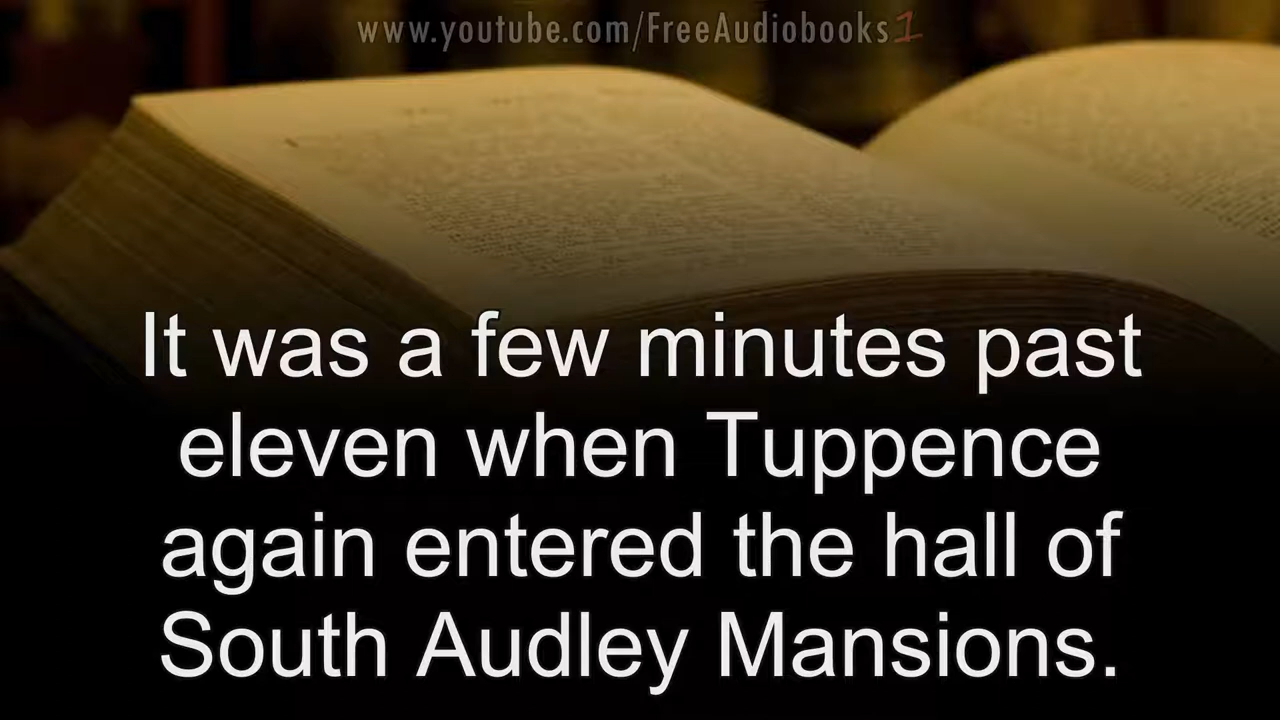 www.youtube.com/FreeAudiobooks1
It was a few minutes past
eleven when Tuppence
again entered the hall of
South Audley Mansions.